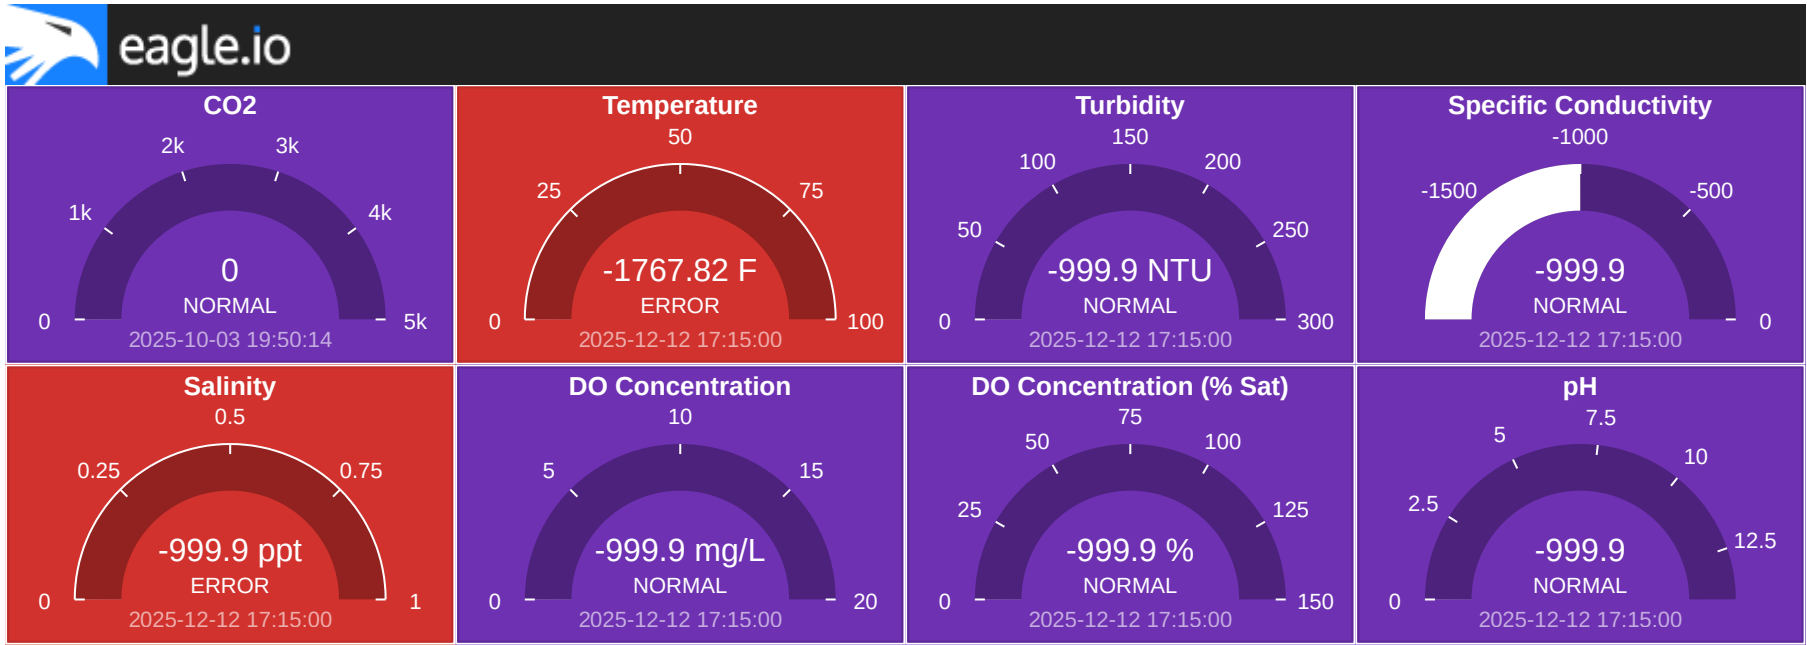 eagle.io
CO2
2k 3k
1k 4k
0
NORMAL
0 5k
2025-10-03 19:50:14
Temperature
50
25 75
-1767.82 F
ERROR
0 100
2025-12-12 17:15:00
Turbidity
150
100 200
50 250
-999.9 NTU
NORMAL
0 300
2025-12-12 17:15:00
Specific Conductivity
-1000
-1500 -500
-999.9
NORMAL
0
2025-12-12 17:15:00
Salinity
0.5
0.25 0.75
-999.9 ppt
ERROR
0 1
2025-12-12 17:15:00
DO Concentration
10
5 15
-999.9 mg/L
NORMAL
0 20
2025-12-12 17:15:00
DO Concentration (% Sat)
75
50 100
25 125
-999.9 %
NORMAL
0 150
2025-12-12 17:15:00
pH
7.5
5 10
2.5 12.5
-999.9
NORMAL
0
2025-12-12 17:15:00